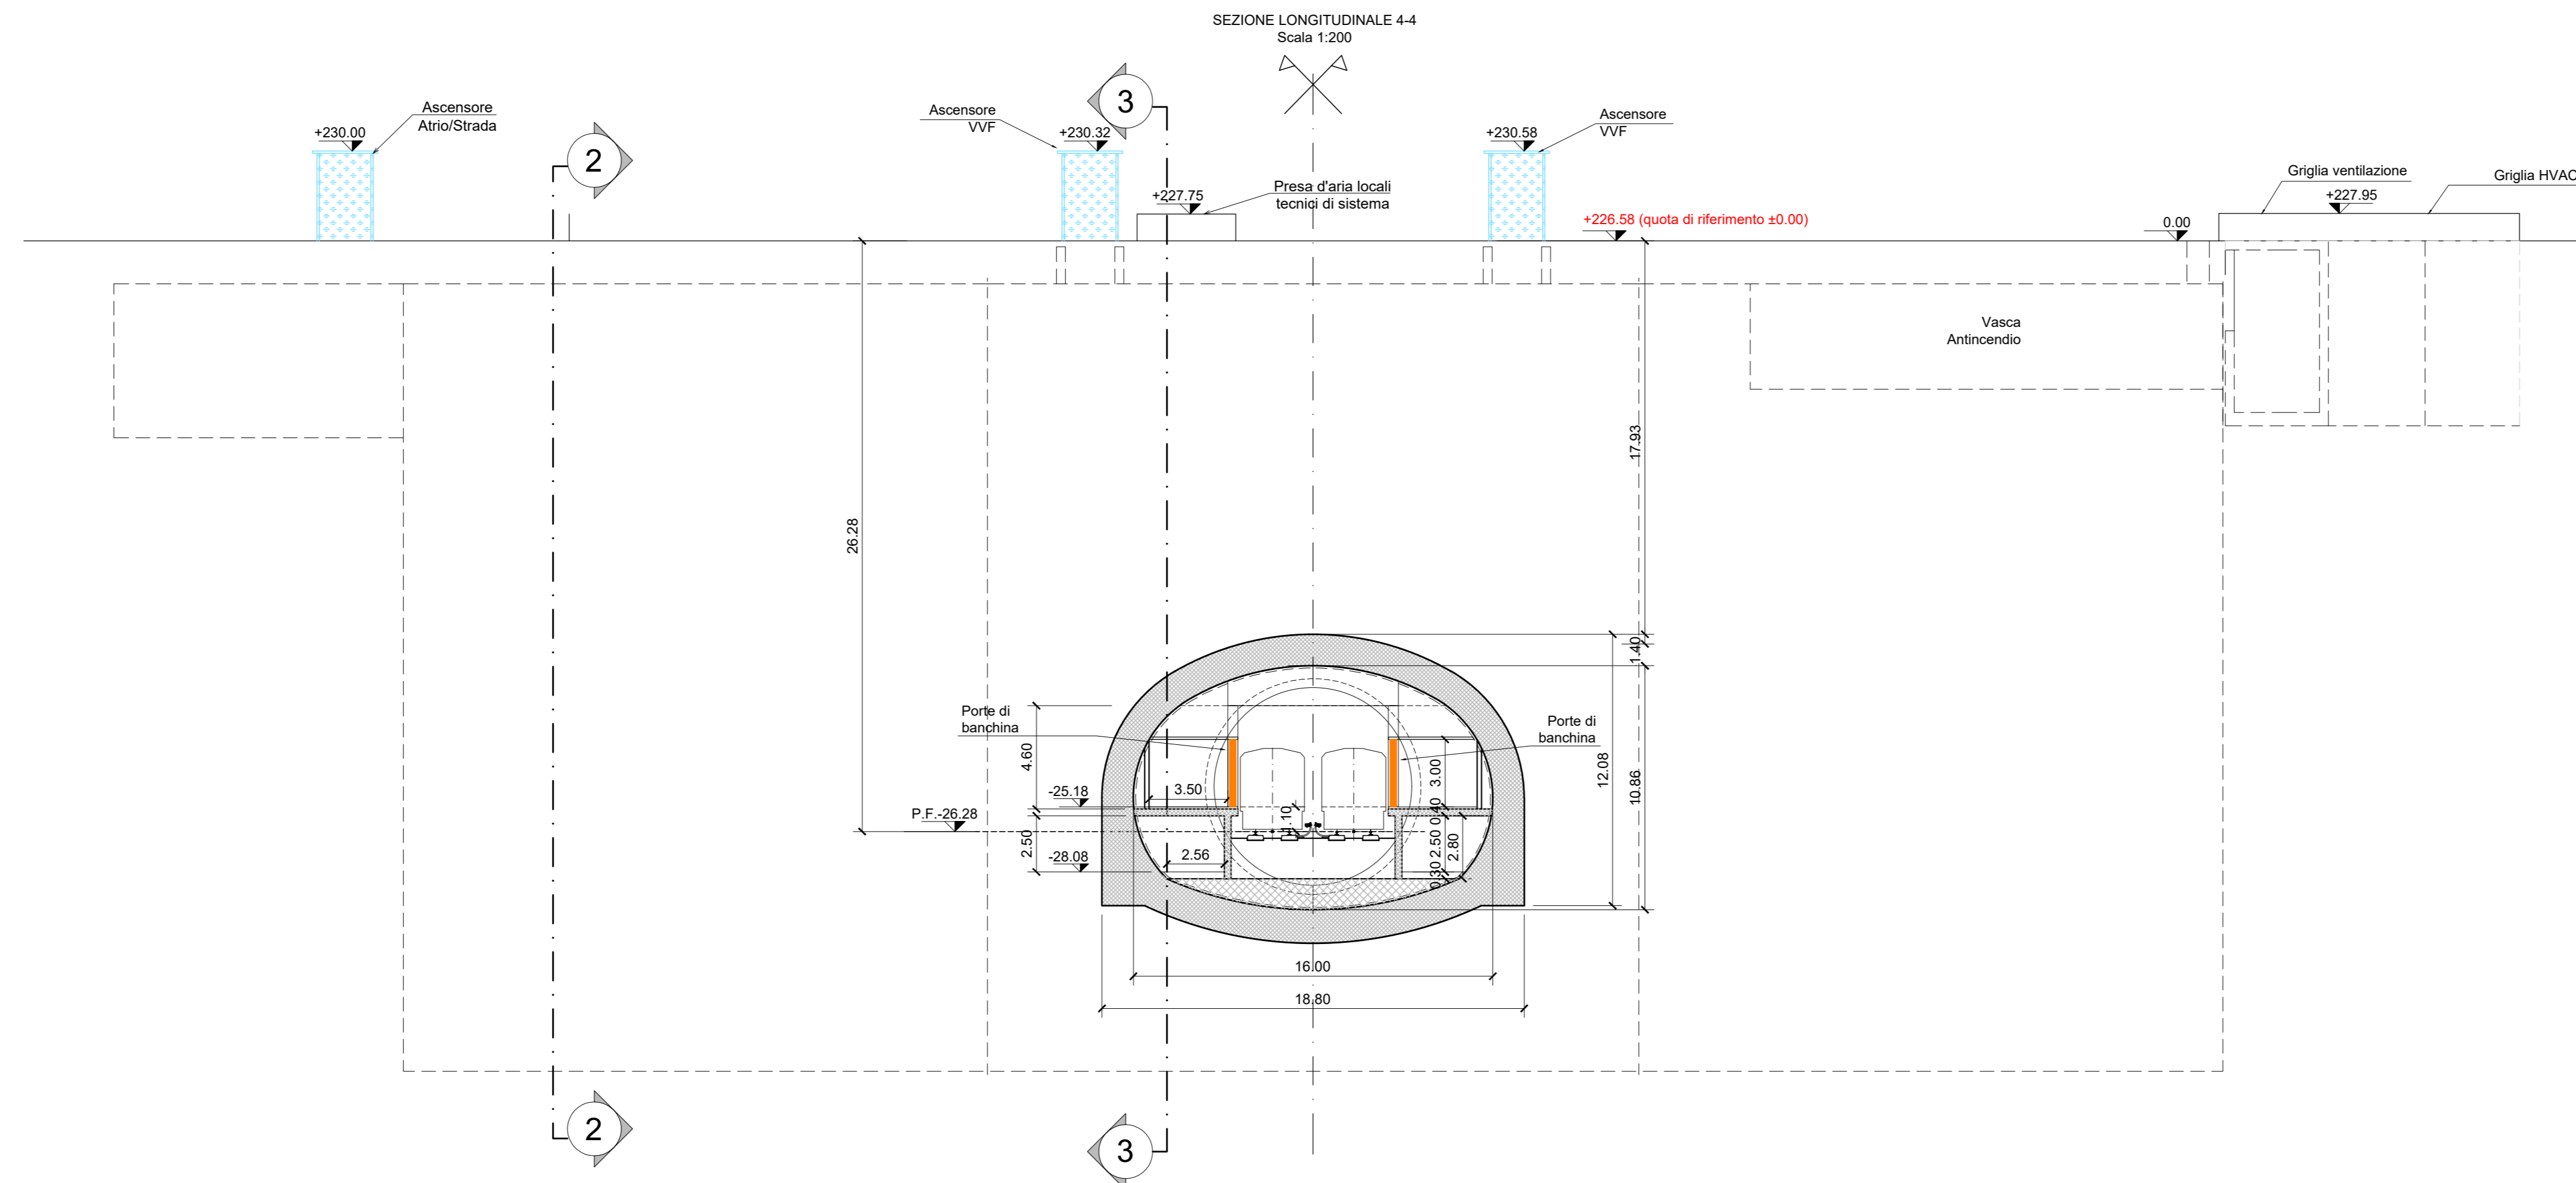 SEZIONE LONGITUDINALE 4-4
Scala 1:200
Ascensore
Atrio/Strada
+230.00
2
Ascensore
VVF
+230.32
3
+227.75
Presa d'aria locali
tecnici di sistema
+230.58
Ascensore
VVF
+226.58 (quota di riferimento ±0.00)
0.00
Griglia ventilazione
+227.95
Griglia HVAC
Vasca
Antincendio
17.93
26.28
1.40
Porte di
banchina
Porte di
banchina
4.60
3.00
12.08
10.86
-25.18
3.50
P.F.-26.28
1.10
0.40
2.50
-28.08
2.56
2.50
2.80
0.30
16.00
18.80
2
3